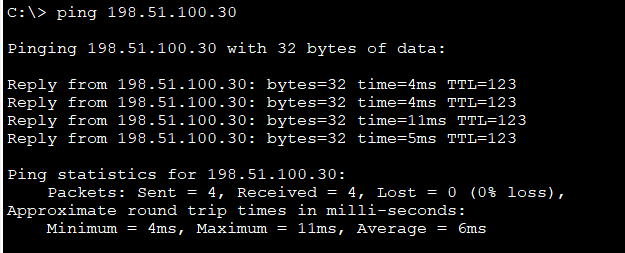 C:\> ping 198.51.100.30
Pinging 198.51.100.30 with 32 bytes of data:
Reply from 198.51.100.30: bytes=32 time=4ms TTL=123
Reply from 198.51.100.30: bytes=32 time=4ms TTL=123
Reply from 198.51.100.30: bytes=32 time=11ms TTL=123
Reply from 198.51.100.30: bytes=32 time=5ms TTL=123
Ping statistics for 198.51.100.30:
    Packets: Sent = 4, Received = 4, Lost = 0 (0% loss),
Approximate round trip times in milli-seconds:
    Minimum = 4ms, Maximum = 11ms, Average = 6ms